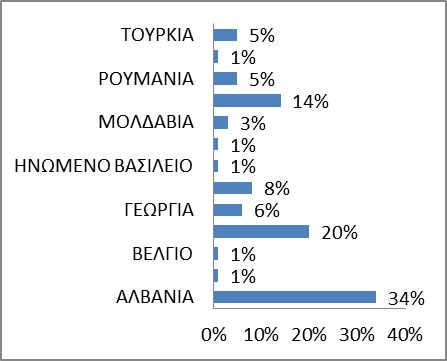 ΤΟΥΡΚΙΑ 5%
1%
ΡΟΥΜΑΝΙΑ 5%
14%
ΜΟΛΔΑΒΙΑ 3%
1%
ΗΝΩΜΕΝΟ ΒΑΣΙΛΕΙΟ 1%
8%
ΓΕΩΡΓΙΑ 6%
20%
ΒΕΛΓΙΟ 1%
1%
ΑΛΒΑΝΙΑ 34%
0% 10% 20% 30% 40%